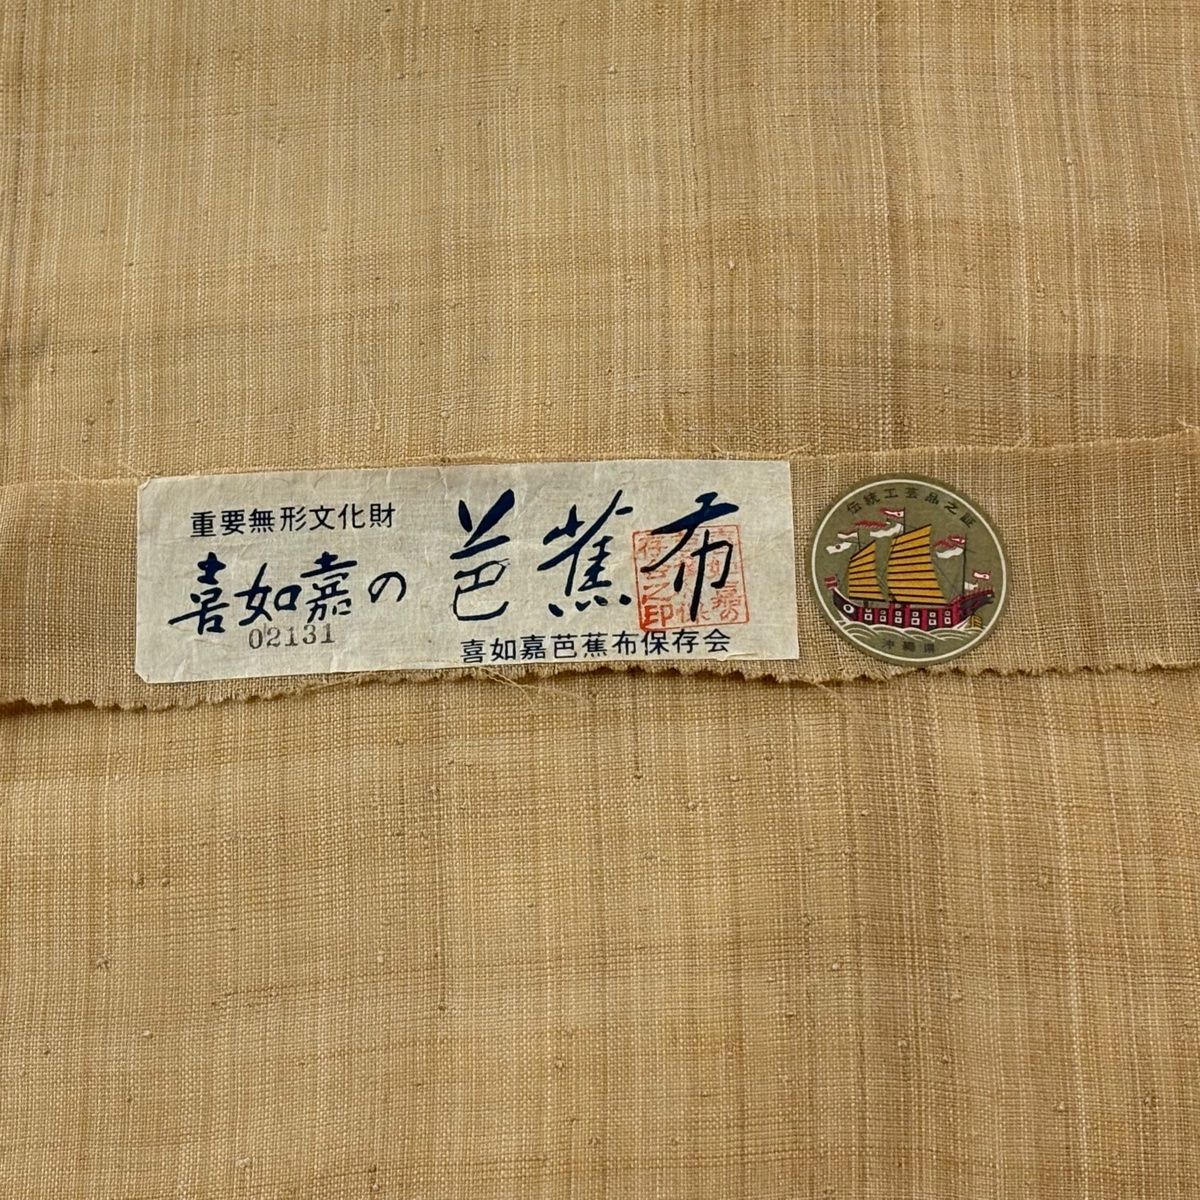 重要無形文化財
喜如嘉の
芭蕉布
02131
喜如嘉芭蕉布保存会
伝統工芸品之証
沖縄県